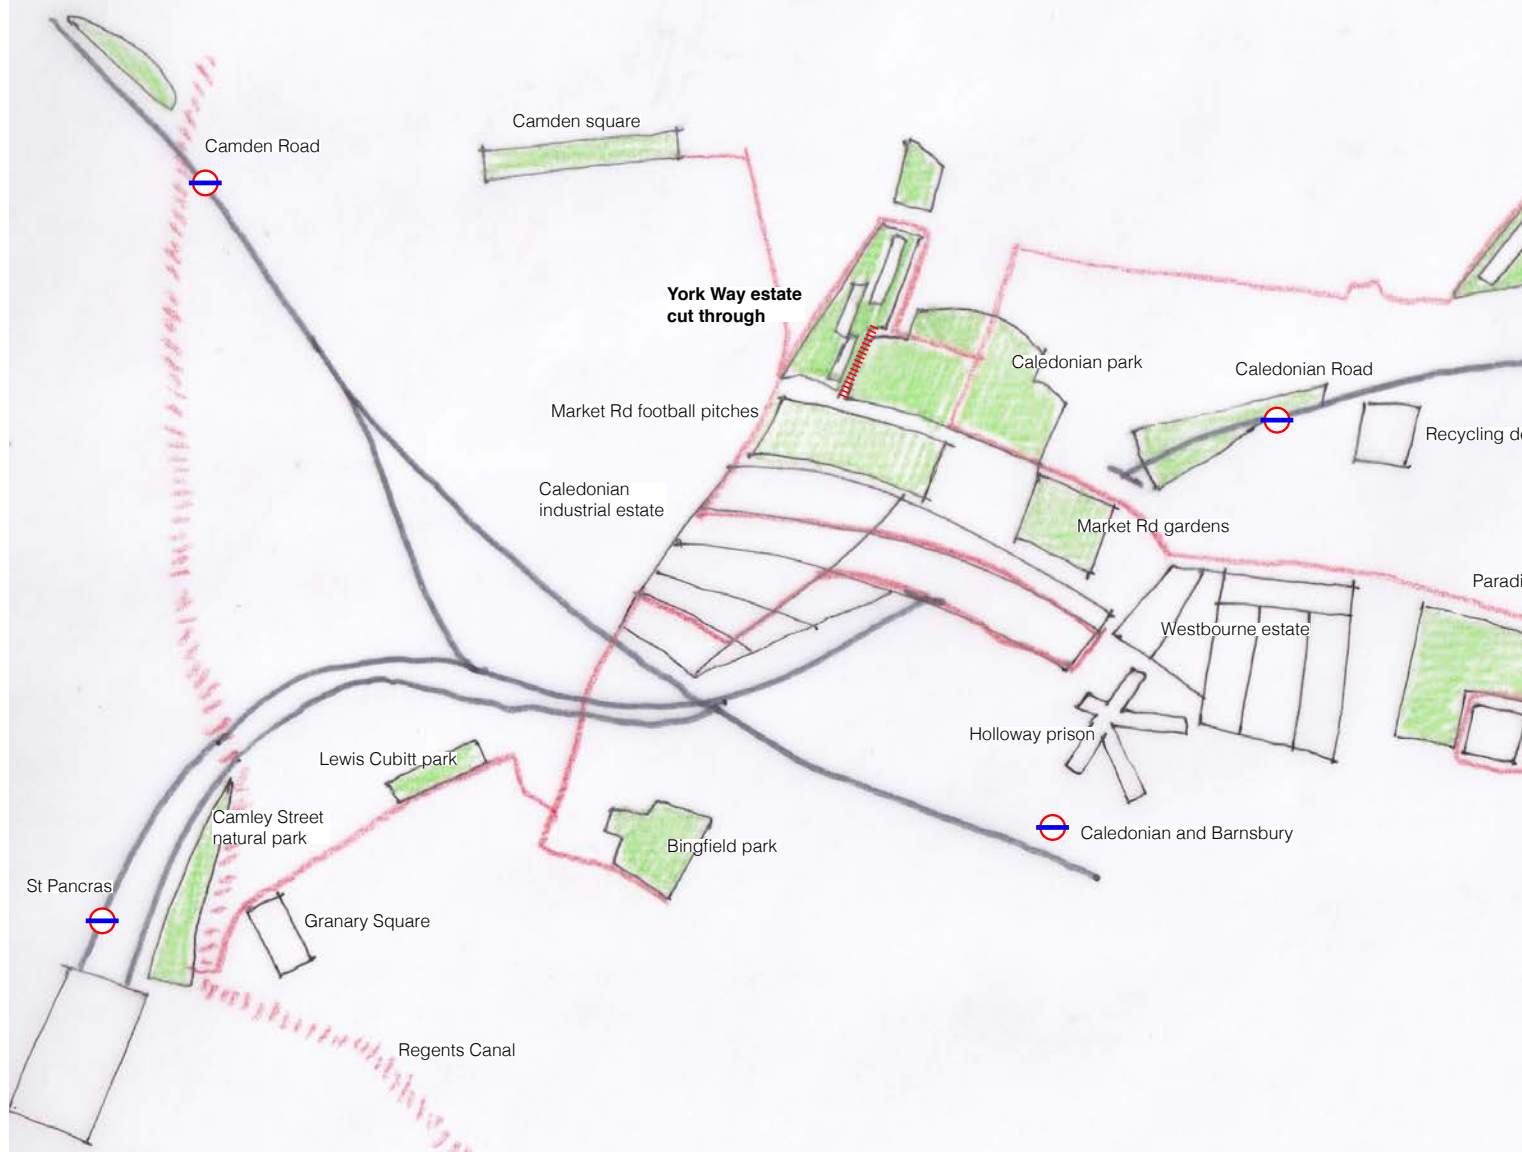 Camden square
Camden Road
York Way estate
cut through
Caledonian park
Caledonian Road
Market Rd football pitches
Recycling
Caledonian
industrial estate
Market Rd gardens
Westbourne estate
Holloway prison
Lewis Cubitt park
Camley Street
natural park
Caledonian and Barnsbury
Bingfield park
St Pancras
Granary Square
Regents Canal